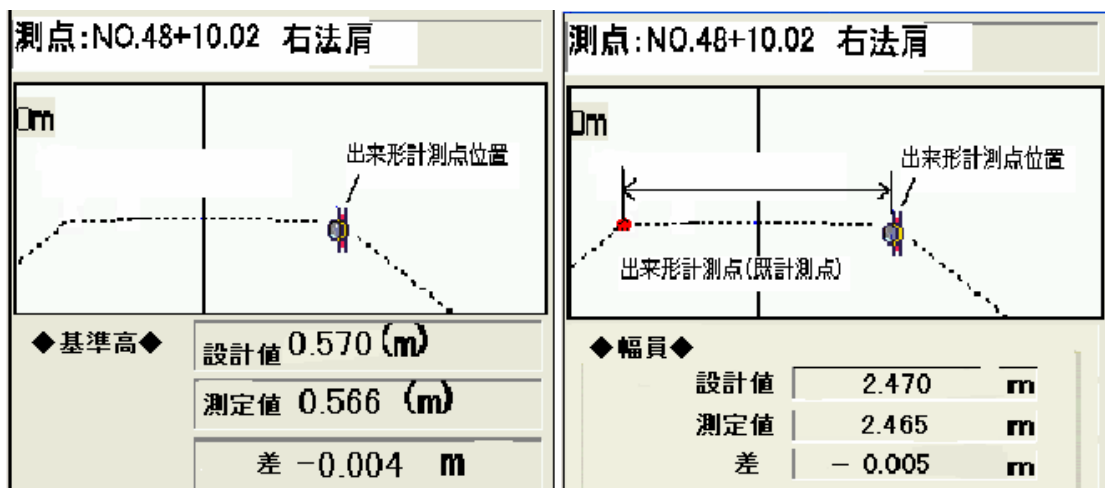 測点:NO.48+10.02 右法肩
m
出来形計測点位置
◆基準高◆
設計値 0.570 (m)
測定値 0.566 (m)
差 -0.004 m
測点:NO.48+10.02 右法肩
m
出来形計測点位置
出来形計測点(既計測点)
◆幅員◆
設計値 2.470 m
測定値 2.465 m
差 - 0.005 m